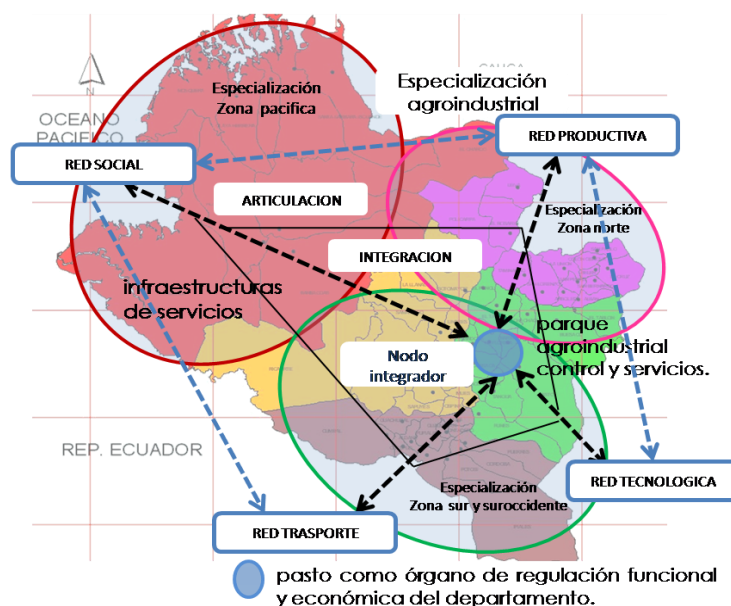 CAUCA
Especialización
Zona pacifica
Especialización
agroindustrial
N
OCEANO
PACIFICO
RED PRODUCTIVA
RED SOCIAL
ARTICULACION
Especialización
Zona norte
INTEGRACION
infraestructuras
de servicios
parque
agroindustrial
control y servicios.
Nodo
integrador
REP. ECUADOR
Especialización
Zona sur y suroccidente
RED TECNOLOGICA
RED TRASPORTE
pasto como órgano de regulación funcional
y económica del departamento.